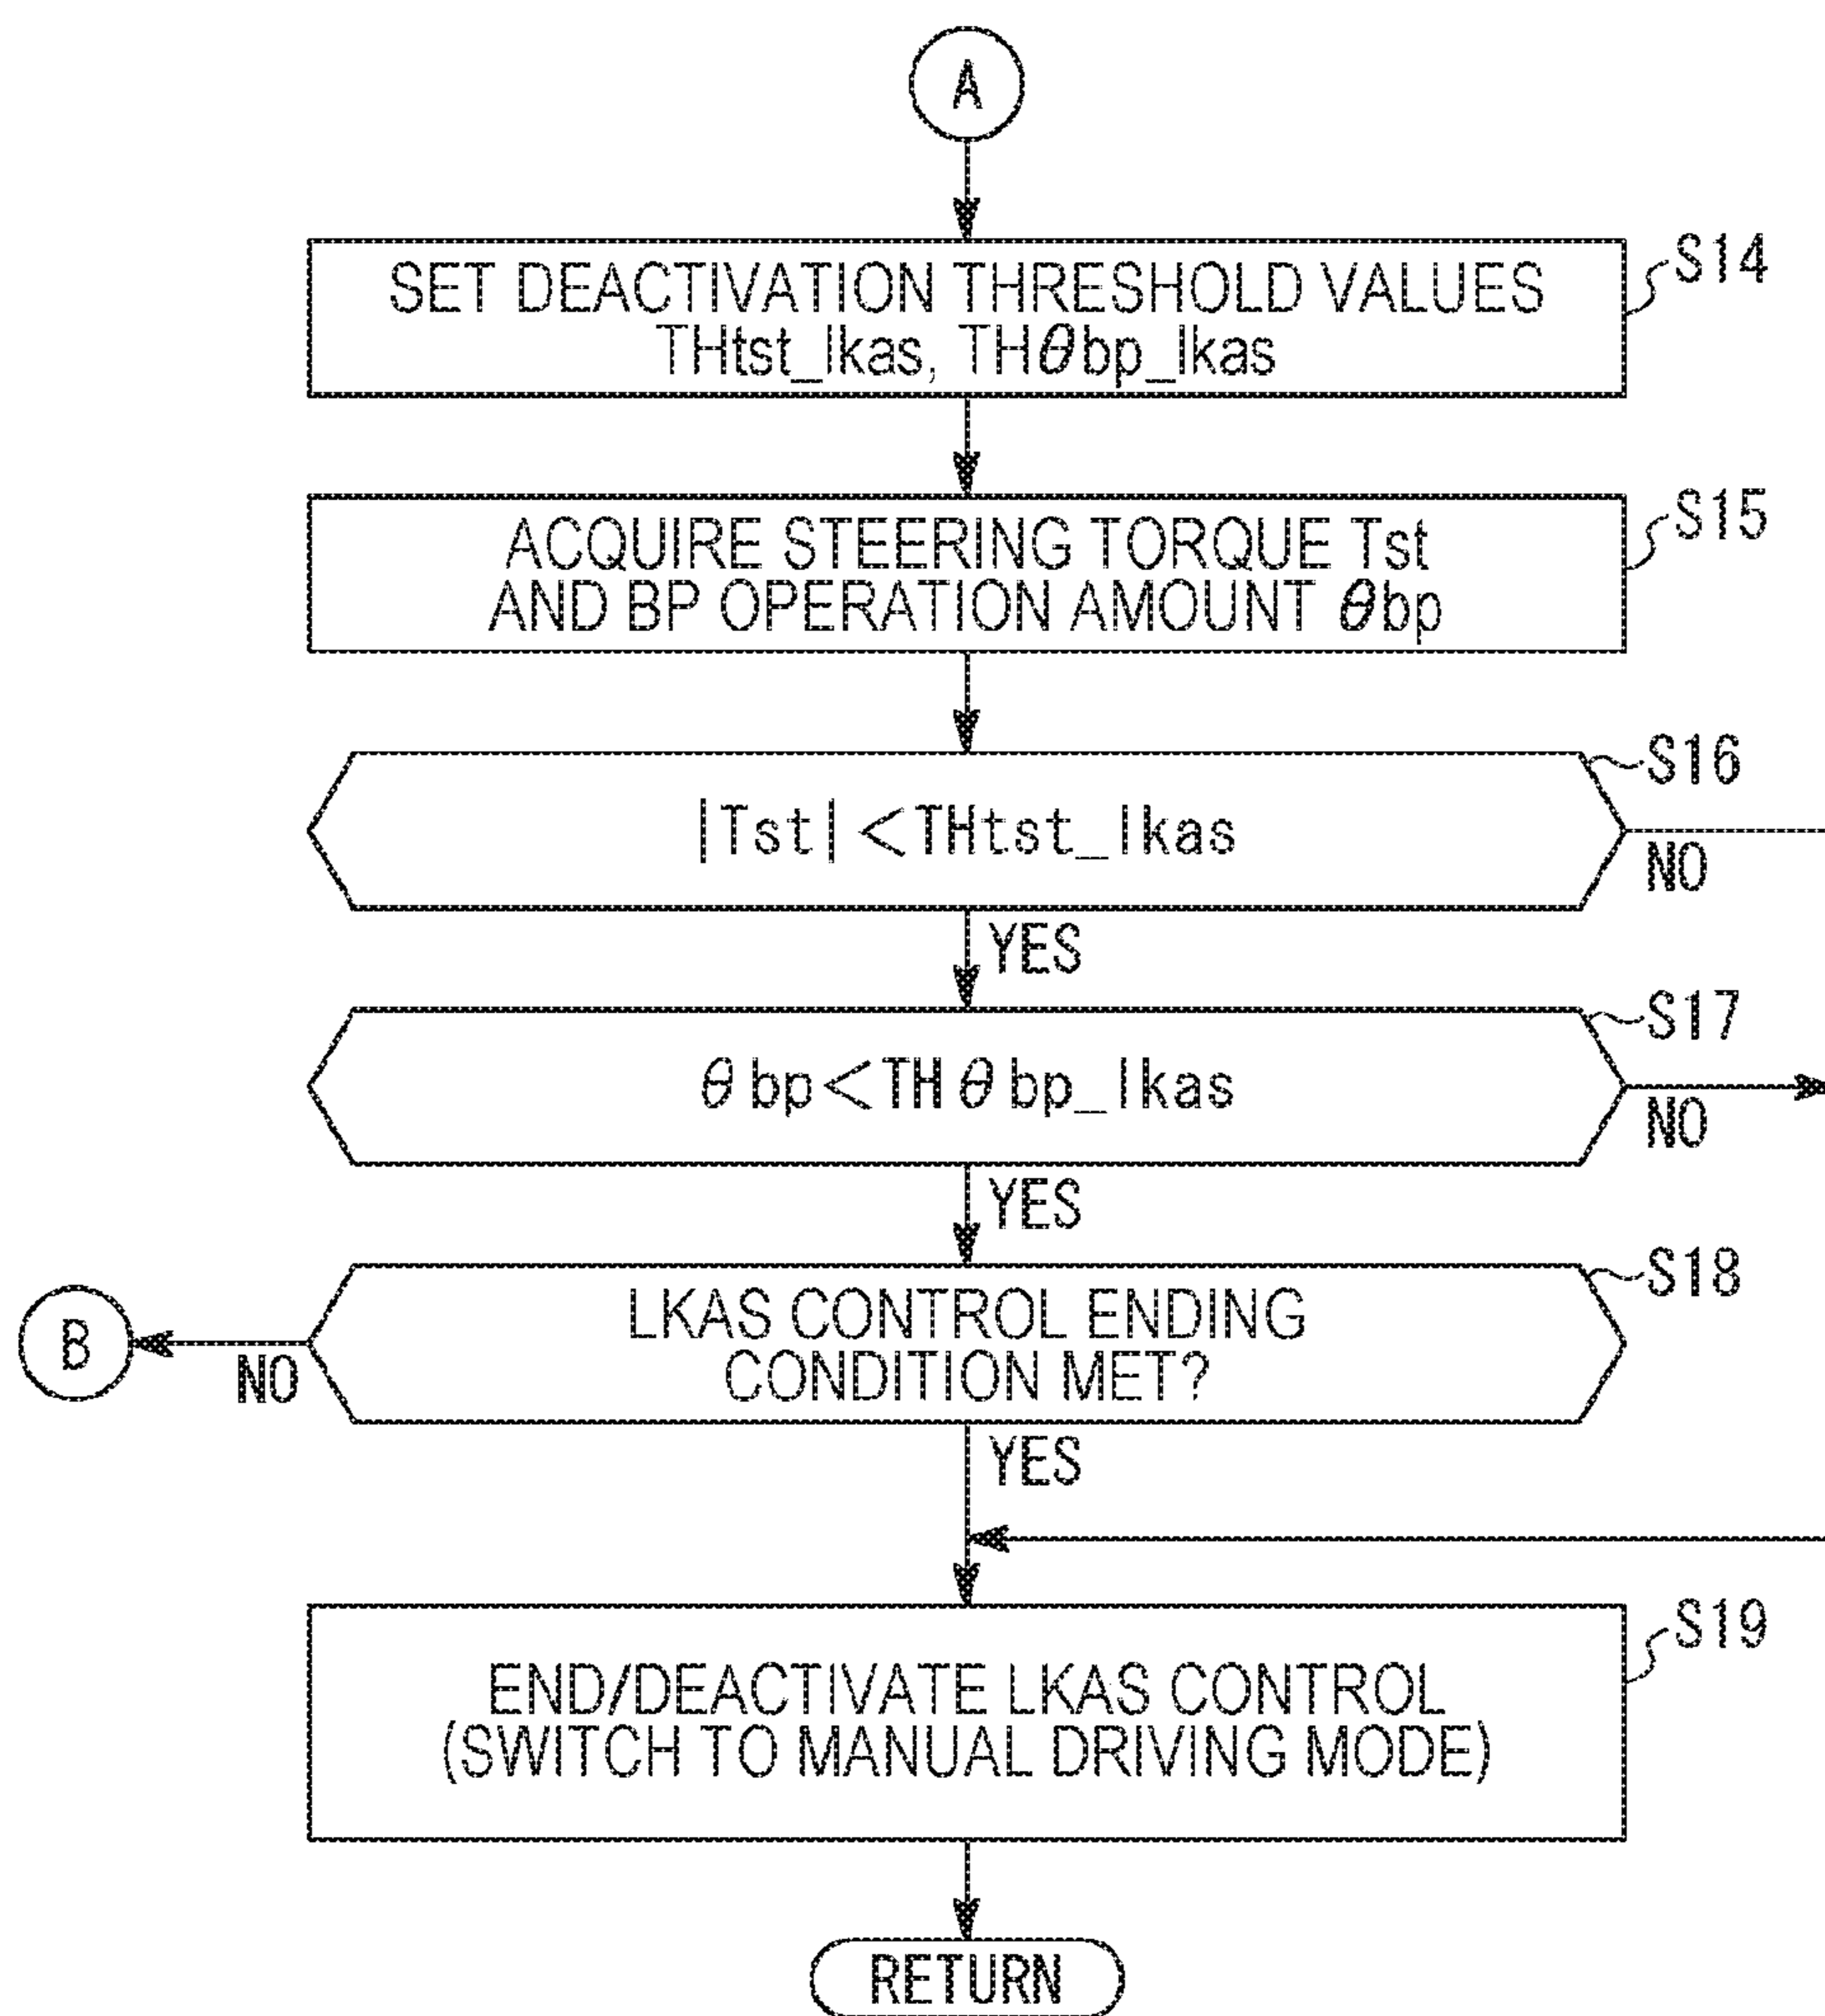 A
SET DEACTIVATION THRESHOLD VALUES
THtst_lkas, THθbp_lkas
S14
ACQUIRE STEERING TORQUE Tst
AND BP OPERATION AMOUNT θbp
S15
|Tst|<THtst_lkas
S16
NO
YES
θbp<THθbp_lkas
S17
NO
YES
LKAS CONTROL ENDING
CONDITION MET?
S18
B
NO
YES
END/DEACTIVATE LKAS CONTROL
(SWITCH TO MANUAL DRIVING MODE)
S19
RETURN